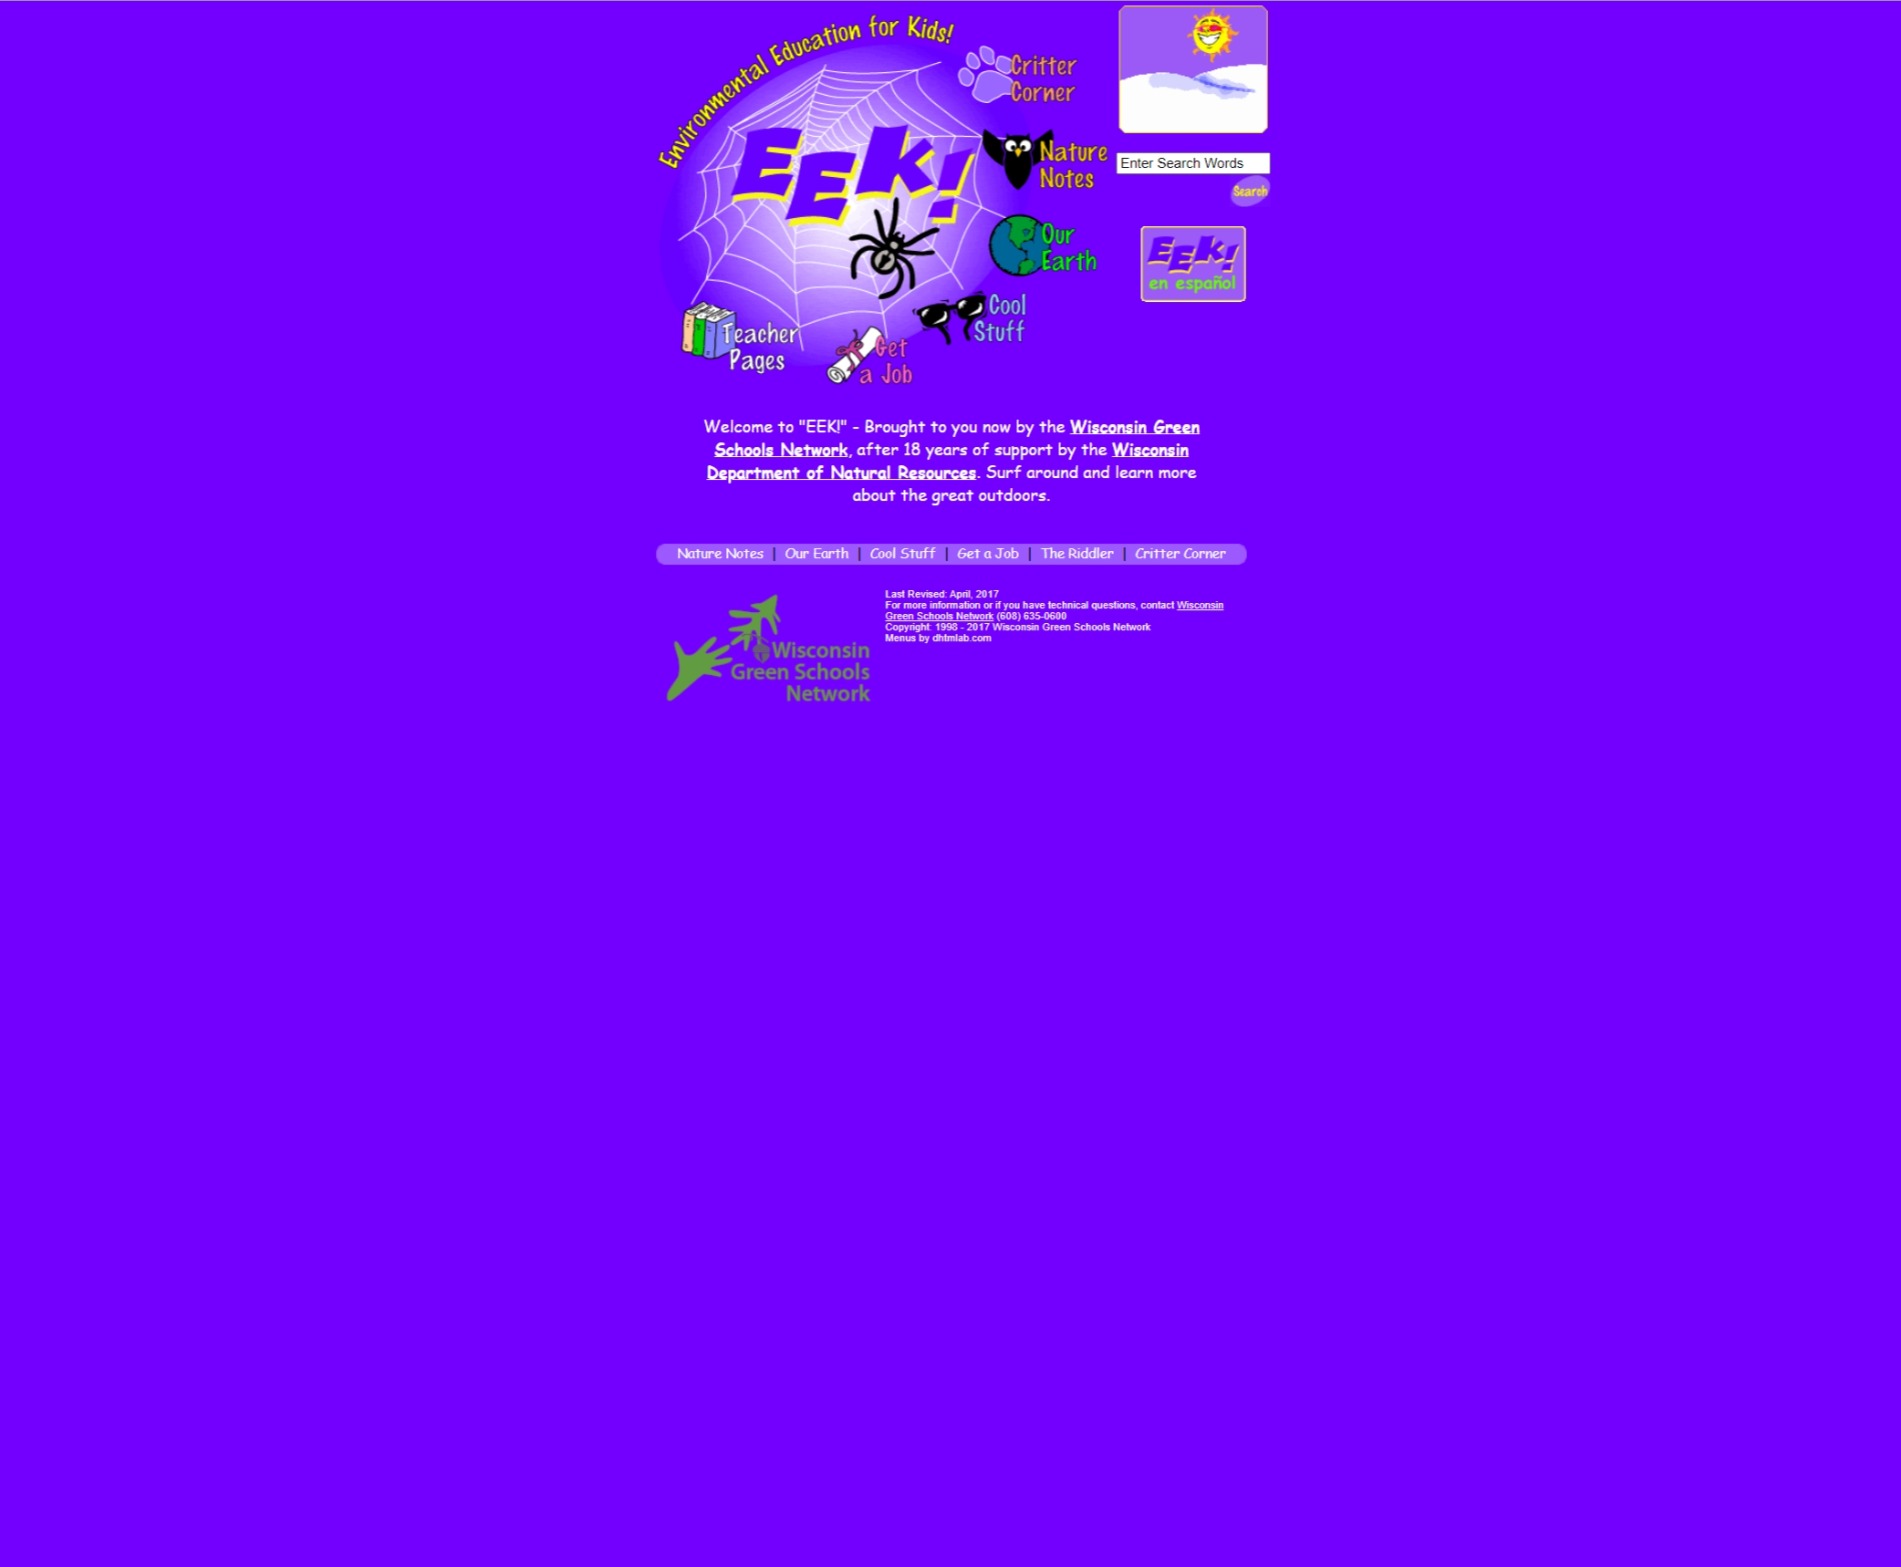 Environmental Education for Kids!
EEK!
Critter
Corner
Nature
Notes
Our
Earth
Cool
Stuff
Get
a Job
Teacher
Pages
Enter Search Words
Search
EEK!
en español
Welcome to "EEK!" - Brought to you now by the Wisconsin Green
Schools Network, after 18 years of support by the Wisconsin
Department of Natural Resources. Surf around and learn more
about the great outdoors.
Nature Notes | Our Earth | Cool Stuff | Get a Job | The Riddler | Critter Corner
Wisconsin
Green Schools
Network
Last Revised: April, 2017
For more information or if you have technical questions, contact Wisconsin
Green Schools Network (608) 635-0600
Copyright: 1998 - 2017 Wisconsin Green Schools Network
Menus by dhtmlab.com